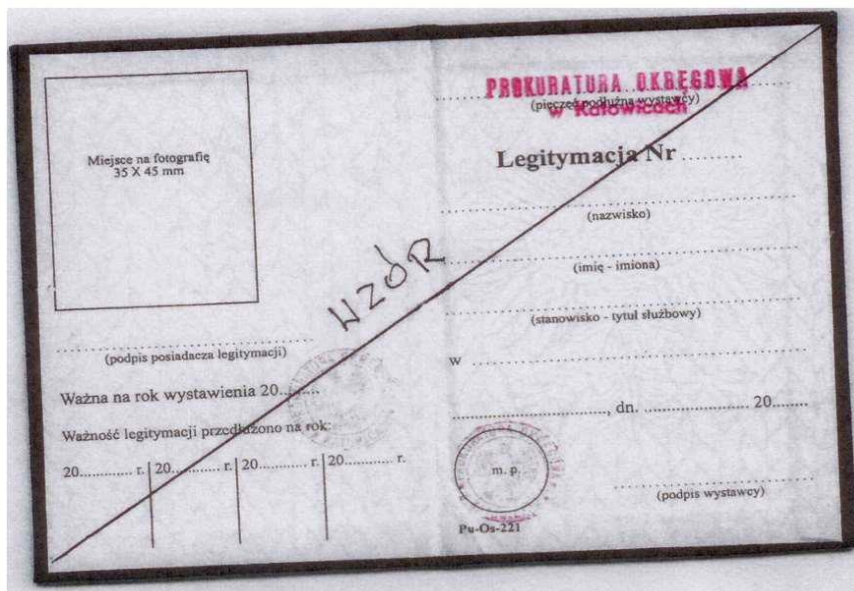 Miejsce na fotografię
35 X 45 mm
(podpis posiadacza legitymacji)
Ważna na rok wystawienia 20.........
Ważność legitymacji przedłużono na rok:
20............ r. 20............ r. 20............ r. 20............ r.
WZÓR
PROKURATURA OKRĘGOWA
(pieczęć podłużna wystawcy)
w Katowicach
Legitymacja Nr .........
(nazwisko)
(imię - imiona)
(stanowisko - tytuł służbowy)
w ........................................
............................, dn. .................... 20........
m. p.
(podpis wystawcy)
Pu-Os-221